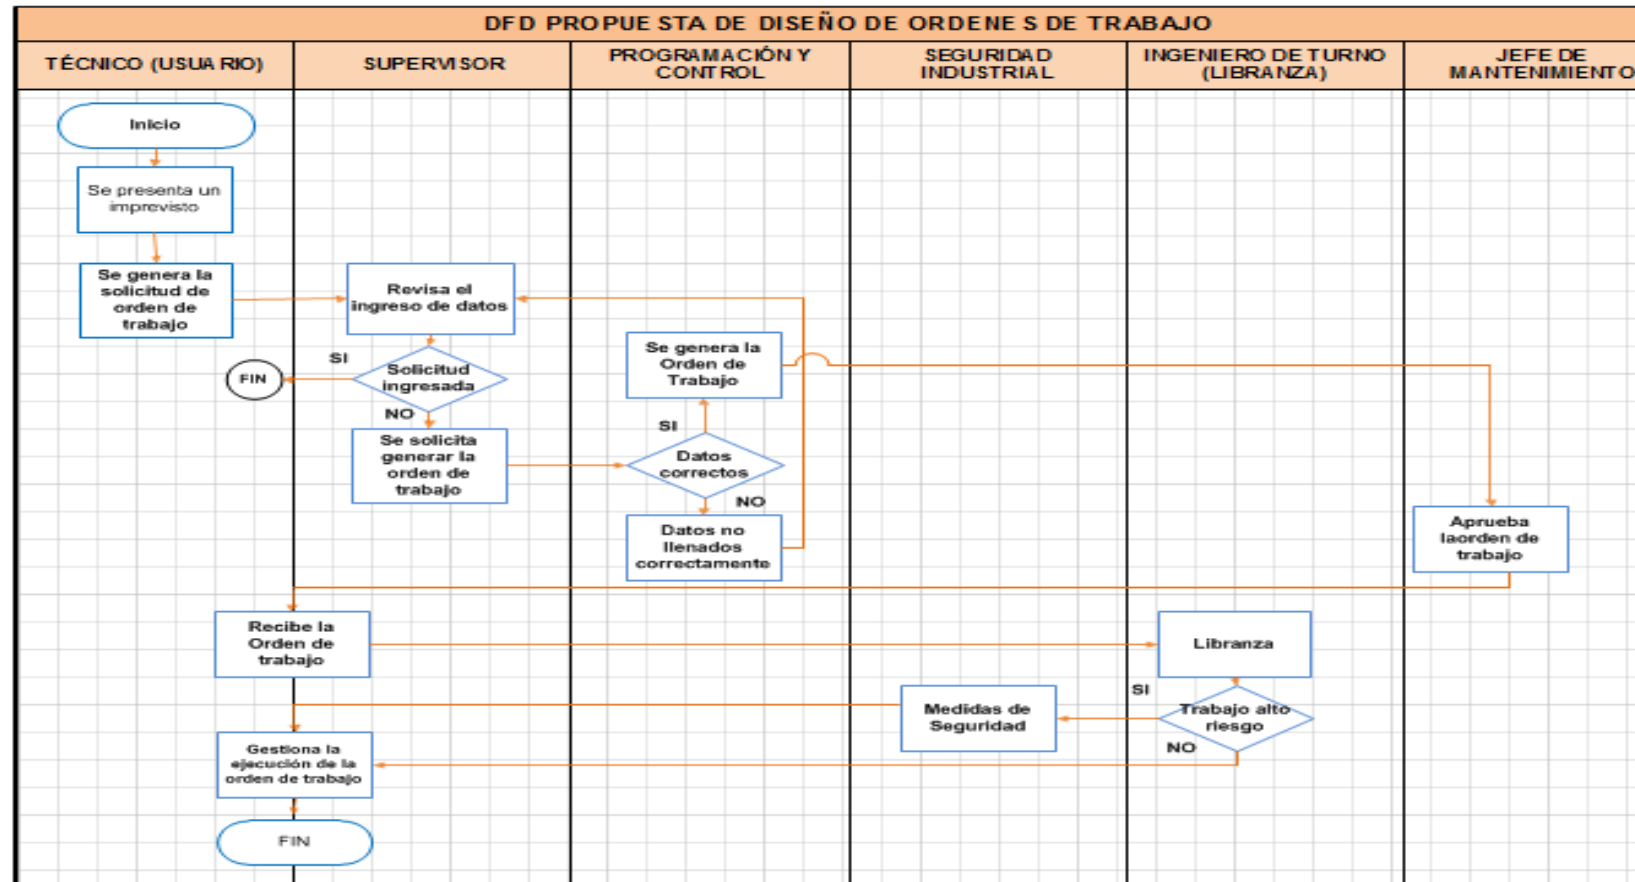 DFD PROPUESTA DE DISEÑO DE ORDENES DE TRABAJO
TÉCNICO (USUARIO)
SUPERVISOR
PROGRAMACIÓN Y
CONTROL
SEGURIDAD
INDUSTRIAL
INGENIERO DE TURNO
(LIBRANZA)
JEFE DE
MANTENIMIENTO
Inicio
Se presenta un
imprevisto
Se genera la
solicitud de
orden de
trabajo
Revisa el
ingreso de datos
SI
Solicitud
ingresada
FIN
NO
Se solicita
generar la
orden de
trabajo
Se genera la
Orden de
Trabajo
SI
Datos
correctos
NO
Datos no
llenados
correctamente
Aprueba
laorden de
trabajo
Recibe la
Orden de
trabajo
Libranza
SI
Trabajo alto
riesgo
NO
Medidas de
Seguridad
Gestiona la
ejecución de la
orden de trabajo
FIN